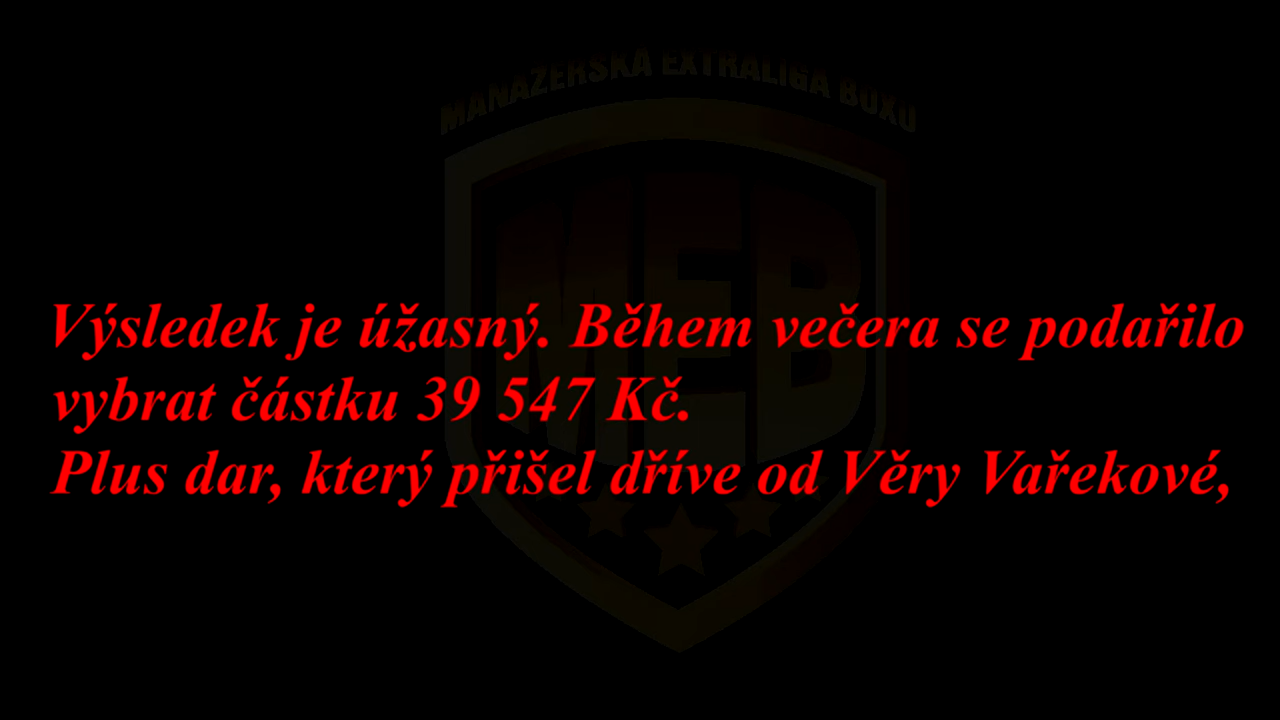 MANAŽERSKÁ EXTRALIGA BOXU
MEB
Výsledek je úžasný. Během večera se podařilo
vybrat částku 39 547 Kč.
Plus dar, který přišel dříve od Věry Vařekové,